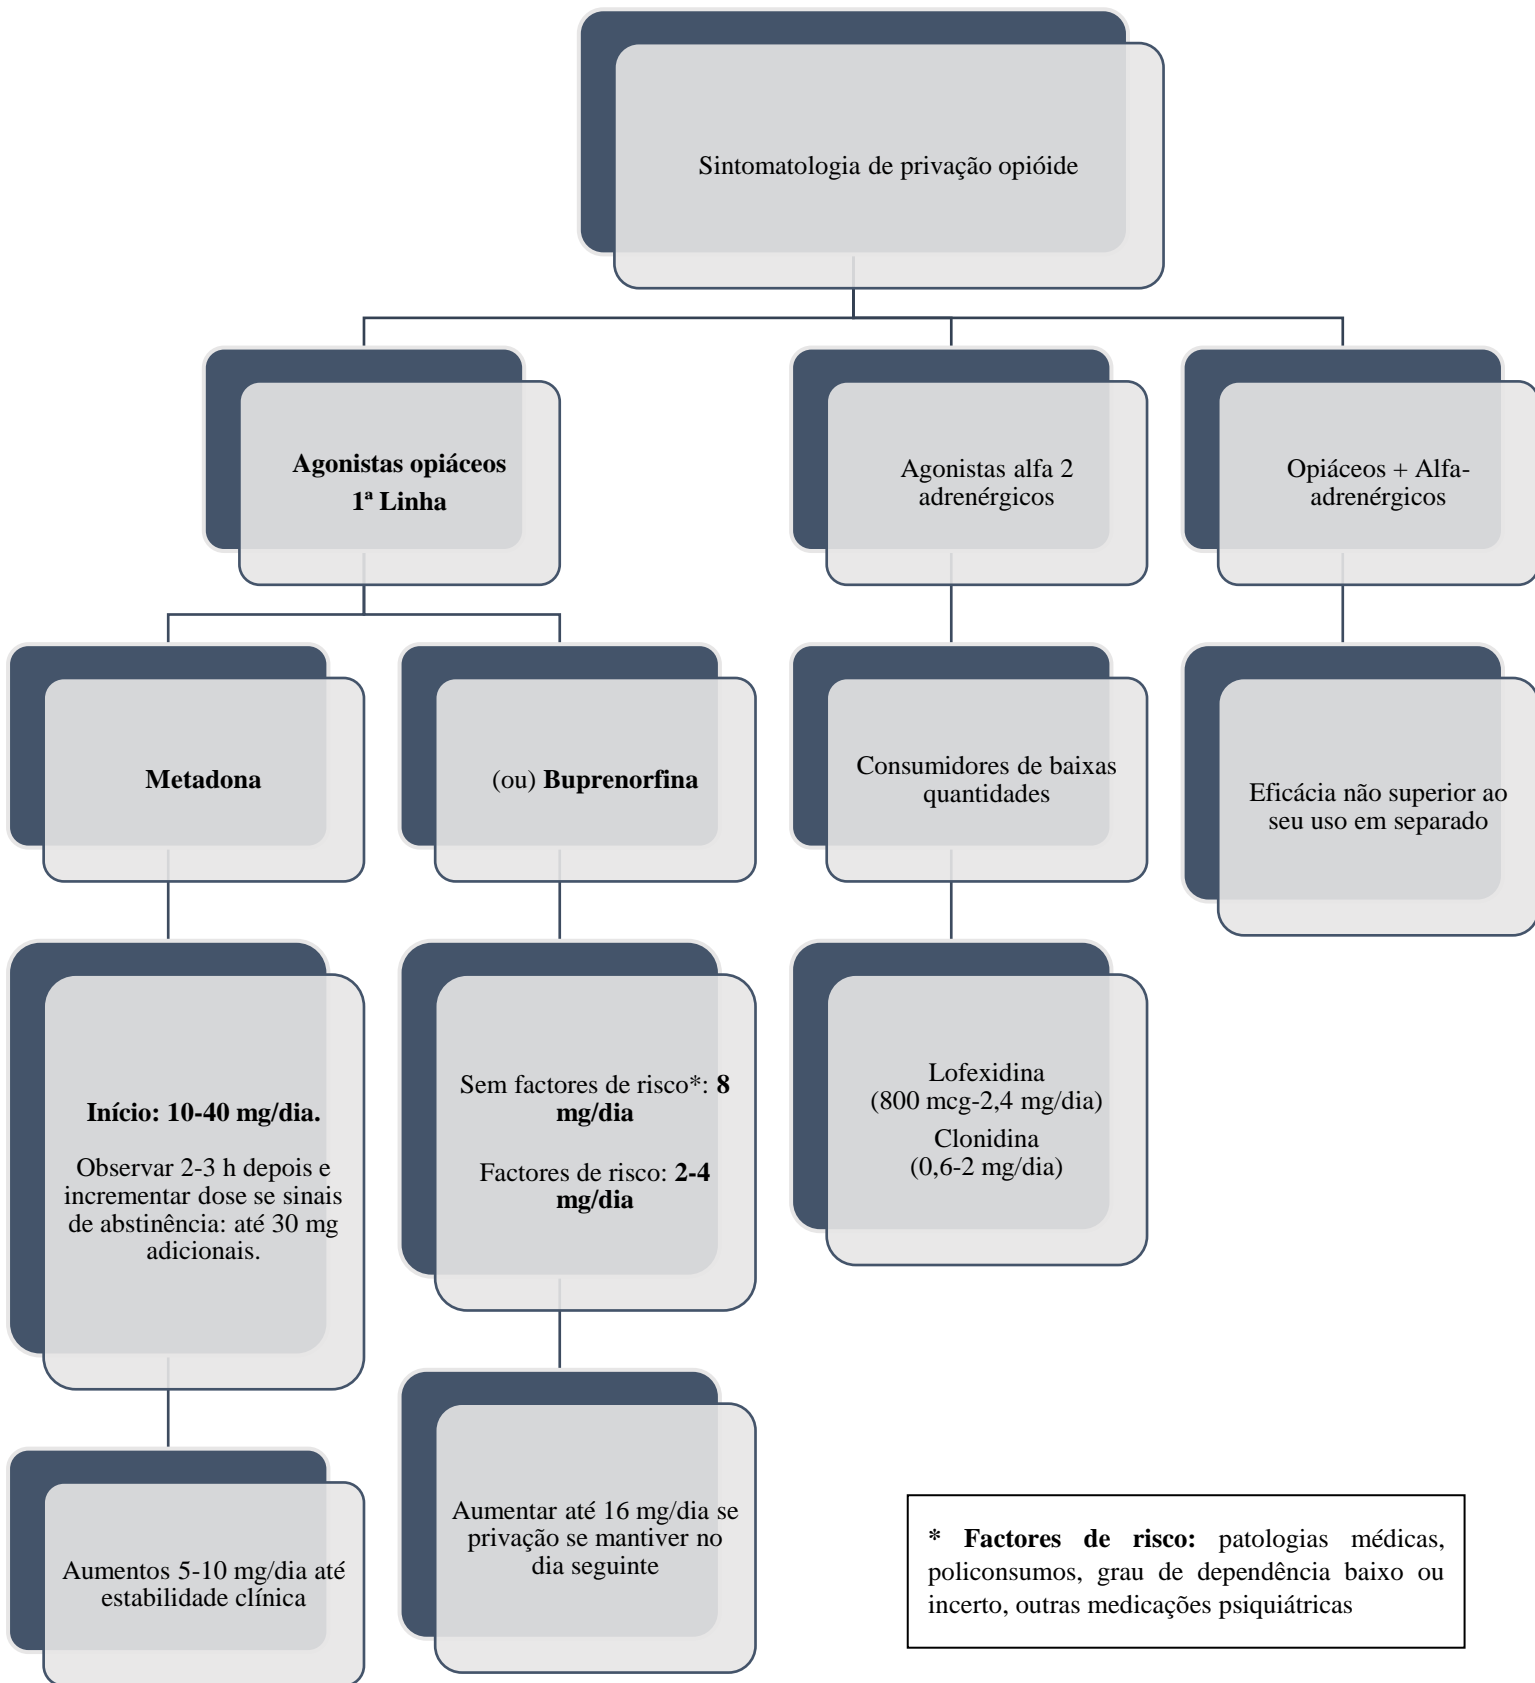 Sintomatologia de privação opióide
Agonistas opiáceos
1ª Linha
Agonistas alfa 2
adrenérgicos
Opiáceos + Alfa-
adrenérgicos
Metadona
(ou) Buprenorfina
Consumidores de baixas
quantidades
Eficácia não superior ao
seu uso em separado
Início: 10-40 mg/dia.
Observar 2-3 h depois e
incrementar dose se sinais
de abstinência: até 30 mg
adicionais.
Sem factores de risco*: 8
mg/dia
Factores de risco: 2-4
mg/dia
Lofexidina
(800 mcg-2,4 mg/dia)
Clonidina
(0,6-2 mg/dia)
Aumentos 5-10 mg/dia até
estabilidade clínica
Aumentar até 16 mg/dia se
privação se mantiver no
dia seguinte
* Factores de risco: patologias médicas,
policonsumos, grau de dependência baixo ou
incerto, outras medicações psiquiátricas